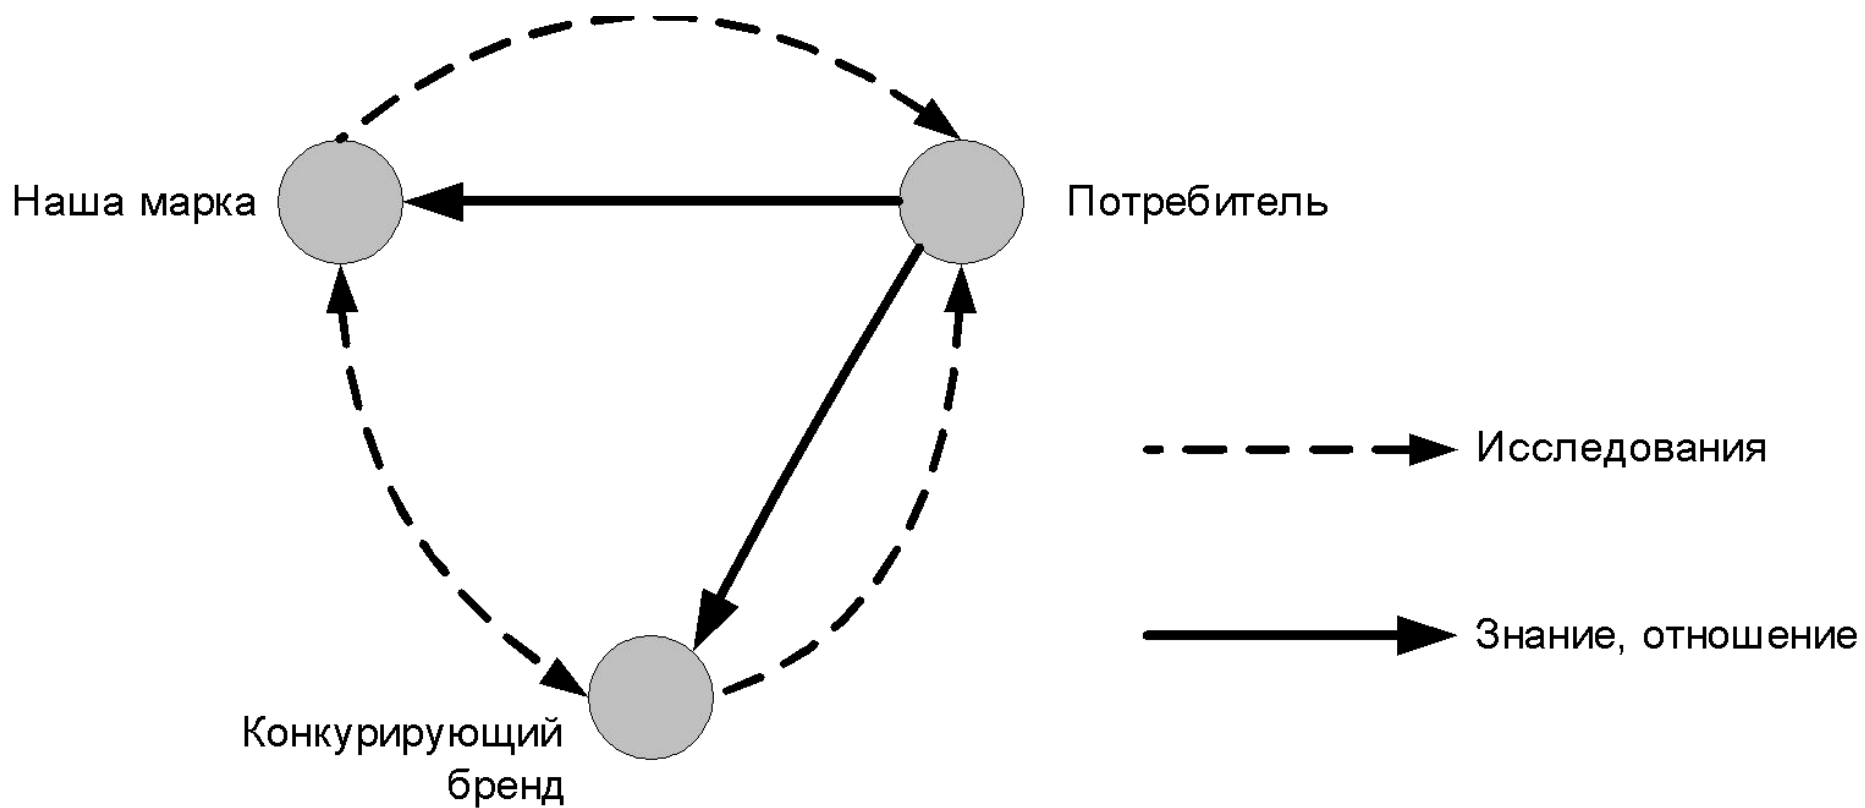 Наша марка
Потребитель
Исследования
Знание, отношение
Конкурирующий
бренд